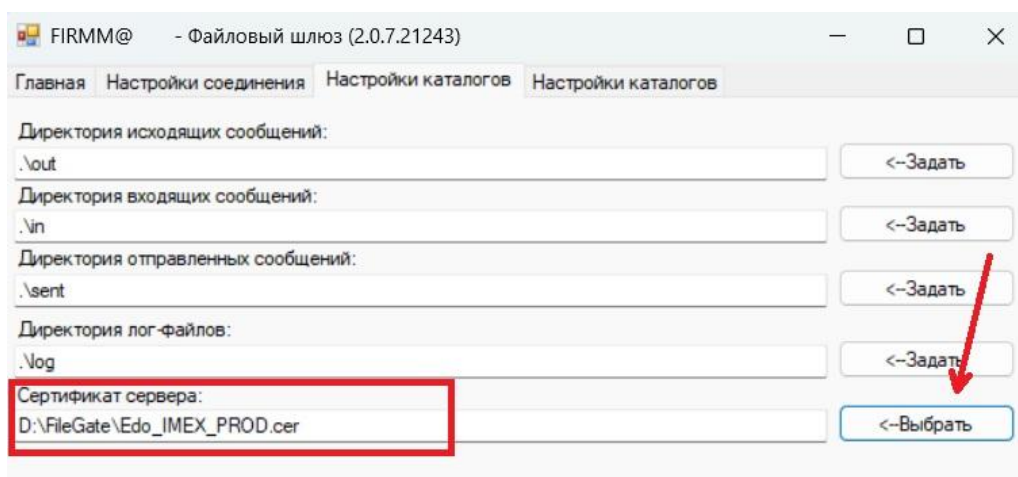 FIRMM@ - Файловый шлюз (2.0.7.21243)
Главная Настройки соединения Настройки каталогов Настройки каталогов
Директория исходящих сообщений:
.\out <--Задать
Директория входящих сообщений:
.\in <--Задать
Директория отправленных сообщений:
.\sent <--Задать
Директория лог-файлов:
.\log <--Задать
Сертификат сервера:
D:\FileGate\Edo_IMEX_PROD.cer <--Выбрать